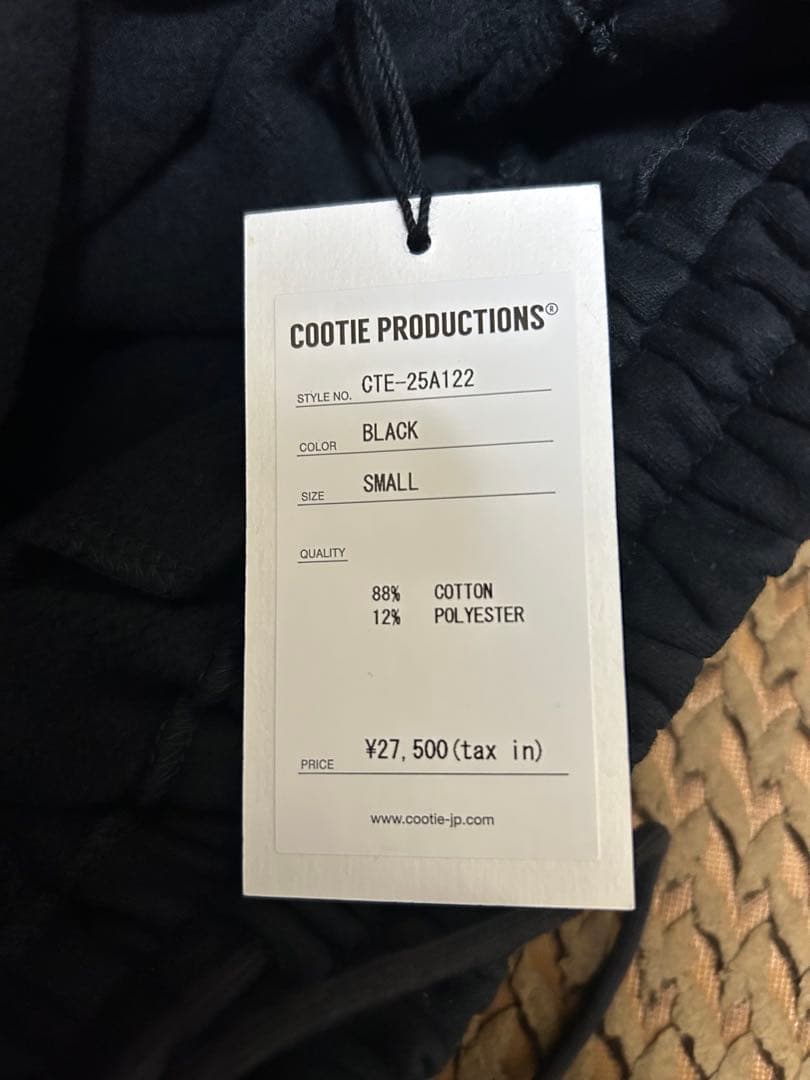 COOTIE PRODUCTIONS®
STYLE NO. CTE-25A122
COLOR BLACK
SIZE SMALL
QUALITY
88% COTTON
12% POLYESTER
PRICE ¥27,500(tax in)
www.cootie-jp.com